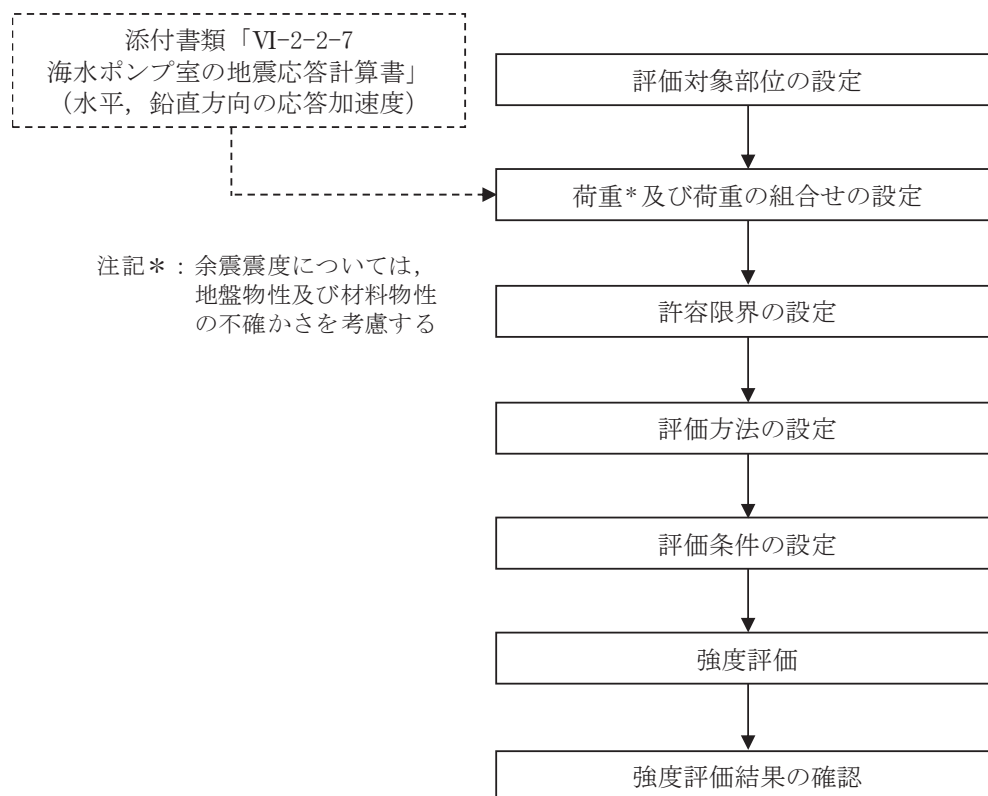 添付書類「Ⅵ-2-2-7
海水ポンプ室の地震応答計算書」
（水平，鉛直方向の応答加速度）
評価対象部位の設定
荷重*及び荷重の組合せの設定
注記＊：余震震度については，
地盤物性及び材料物性
の不確かさを考慮する
許容限界の設定
評価方法の設定
評価条件の設定
強度評価
強度評価結果の確認